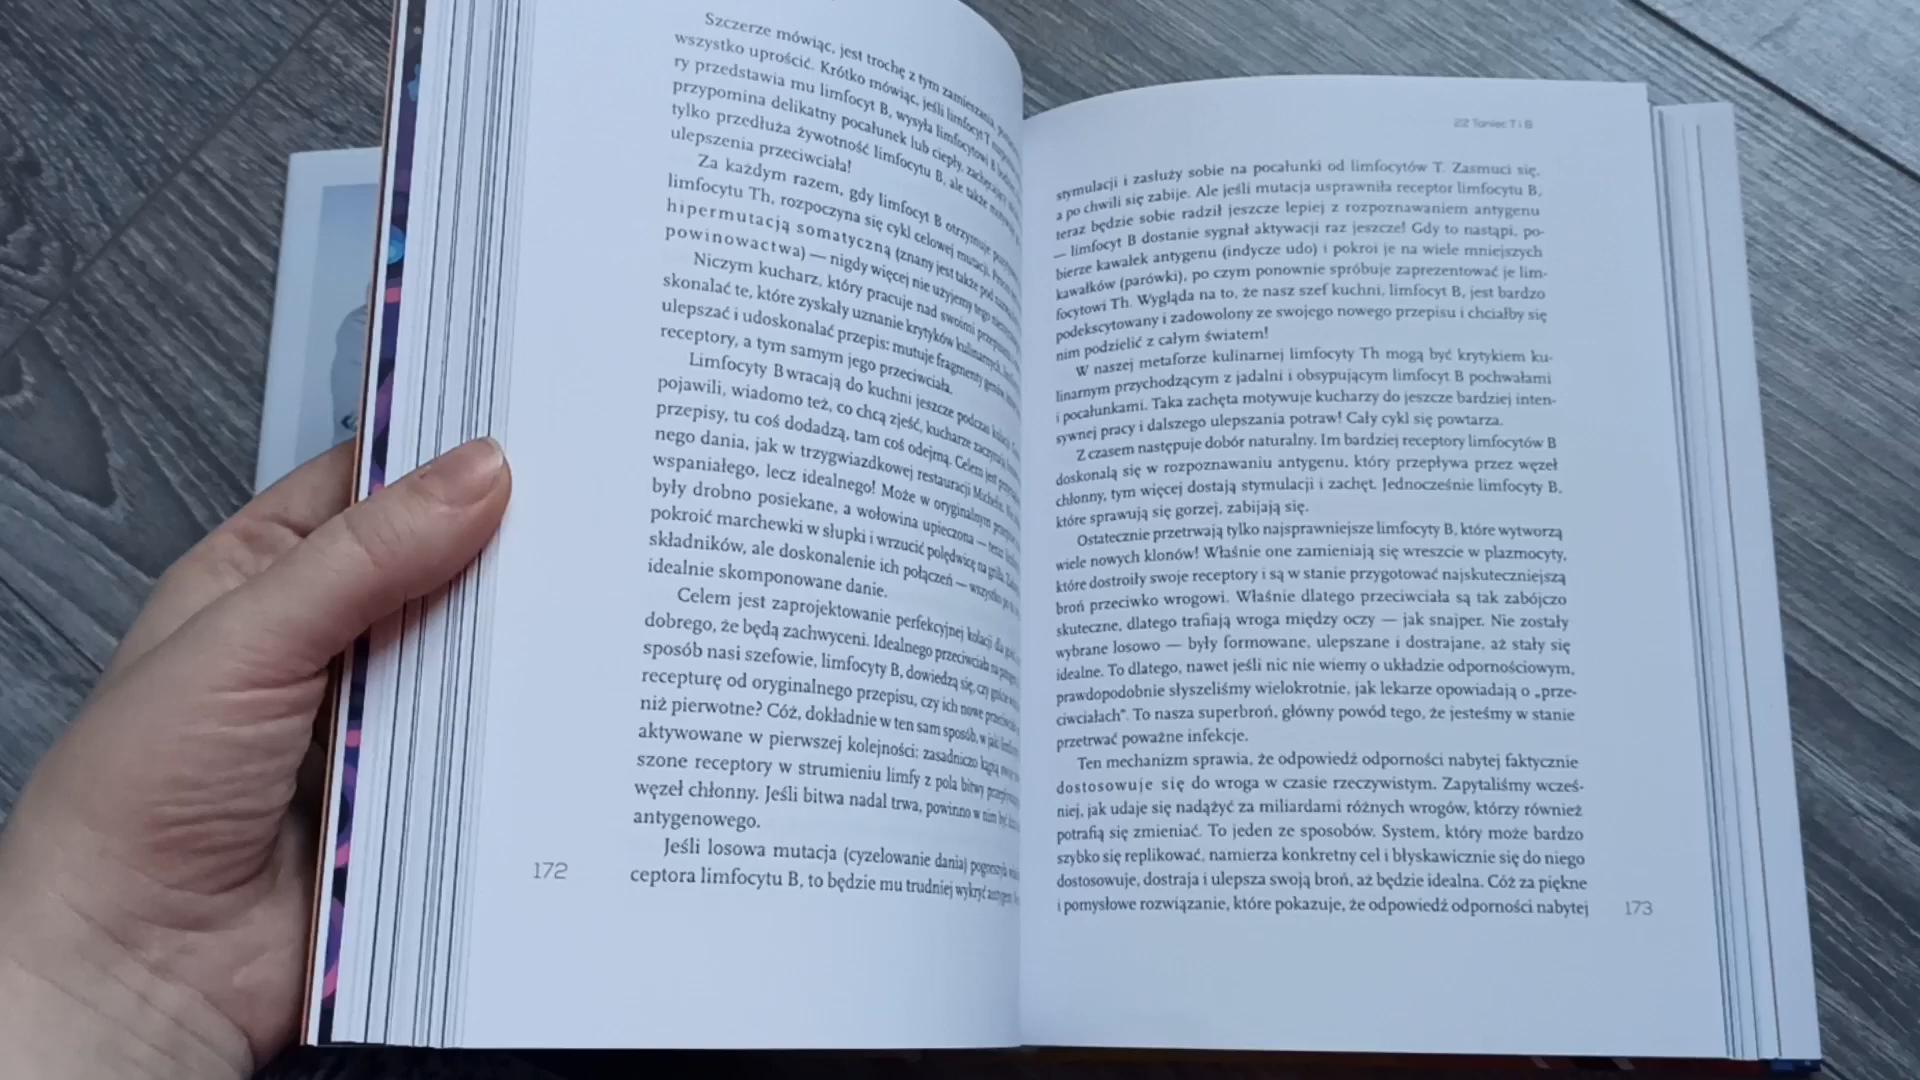 Szczerze mówiąc, jest trochę z tym zamieszania,
wszystko uprościć. Krótko mówiąc, jeśli limfocyt T
ry przedstawia mu limfocyt B, wysyła limfocytowi B
przypomina delikatny pocałunek lub ciepły,
tylko przedłuża żywotność limfocytu B, ale także
ulepszenia przeciwciała!
Za każdym razem, gdy limfocyt B otrzymuje
limfocytu Th, rozpoczyna się cykl celowej mutacji.
hipermutacją somatyczną (znany jest także pod
powinowactwa) — nigdy więcej nie użyjemy tego
Niczym kucharz, który pracuje nad swoimi przepisami,
skonalać te, które zyskały uznanie krytyków kulinarnych,
ulepszać i udoskonalać przepis: mutuje fragmenty genów,
receptory, a tym samym jego przeciwciała.
Limfocyty B wracają do kuchni jeszcze podczas kolacji.
pojawili, wiadomo też, co chcą zjeść, kucharze zaczynają
przepisy, tu coś dodadzą, tam coś odejmą. Celem jest
nego dania, jak w trzygwiazdkowej restauracji Michelin.
wspaniałego, lecz idealnego! Może w oryginalnym przepisie
były drobno posiekane, a wołowina upieczona — teraz
pokroić marchewki w słupki i wrzucić polędwicę na grilla.
składników, ale doskonalenie ich połączeń — wszystko po to,
idealnie skomponowane danie.
Celem jest zaprojektowanie perfekcyjnej kolacji dla
dobrego, że będą zachwyceni. Idealnego przeciwciała na
sposób nasi szefowie, limfocyty B, dowiedzą się, czy
recepturę od oryginalnego przepisu, czy ich nowe
niż pierwotne? Cóż, dokładnie w ten sam sposób, w jaki
aktywowane w pierwszej kolejności: zasadniczo kąpią
szone receptory w strumieniu limfy z pola bitwy
węzeł chłonny. Jeśli bitwa nadal trwa, powinno w nim być
antygenowego.
Jeśli losowa mutacja (cyzelowanie dania) pogorszyła
ceptora limfocytu B, to będzie mu trudniej wykryć antygen.
172
22 Taniec T i B
stymulacji i zasłuży sobie na pocałunki od limfocytów T. Zasmuci się,
a po chwili się zabije. Ale jeśli mutacja usprawniła receptor limfocytu B,
teraz będzie sobie radził jeszcze lepiej z rozpoznawaniem antygenu
— limfocyt B dostanie sygnał aktywacji raz jeszcze! Gdy to nastąpi, po-
bierze kawałek antygenu (indycze udo) i pokroi je na wiele mniejszych
kawałków (parówki), po czym ponownie spróbuje zaprezentować je lim-
focytowi Th. Wygląda na to, że nasz szef kuchni, limfocyt B, jest bardzo
podekscytowany i zadowolony ze swojego nowego przepisu i chciałby się
nim podzielić z całym światem!
W naszej metaforze kulinarnej limfocyty Th mogą być krytykiem ku-
linarnym przychodzącym z jadalni i obsypującym limfocyt B pochwałami
i pocałunkami. Taka zachęta motywuje kucharzy do jeszcze bardziej inten-
sywnej pracy i dalszego ulepszania potraw! Cały cykl się powtarza.
Z czasem następuje dobór naturalny. Im bardziej receptory limfocytów B
doskonalą się w rozpoznawaniu antygenu, który przepływa przez węzeł
chłonny, tym więcej dostają stymulacji i zachęt. Jednocześnie limfocyty B,
które sprawują się gorzej, zabijają się.
Ostatecznie przetrwają tylko najsprawniejsze limfocyty B, które wytworzą
wiele nowych klonów! Właśnie one zamieniają się wreszcie w plazmocyty,
które dostroiły swoje receptory i są w stanie przygotować najskuteczniejszą
broń przeciwko wrogowi. Właśnie dlatego przeciwciała są tak zabójczo
skuteczne, dlatego trafiają wroga między oczy — jak snajper. Nie zostały
wybrane losowo — były formowane, ulepszane i dostrajane, aż stały się
idealne. To dlatego, nawet jeśli nic nie wiemy o układzie odpornościowym,
prawdopodobnie słyszeliśmy wielokrotnie, jak lekarze opowiadają o „prze-
ciwciałach”. To nasza superbroń, główny powód tego, że jesteśmy w stanie
przetrwać poważne infekcje.
Ten mechanizm sprawia, że odpowiedź odporności nabytej faktycznie
dostosowuje się do wroga w czasie rzeczywistym. Zapytaliśmy wcześ-
niej, jak udaje się nadążyć za miliardami różnych wrogów, którzy również
potrafią się zmieniać. To jeden ze sposobów. System, który może bardzo
szybko się replikować, namierza konkretny cel i błyskawicznie się do niego
dostosowuje, dostraja i ulepsza swoją broń, aż będzie idealna. Cóż za piękne
i pomysłowe rozwiązanie, które pokazuje, że odpowiedź odporności nabytej
173